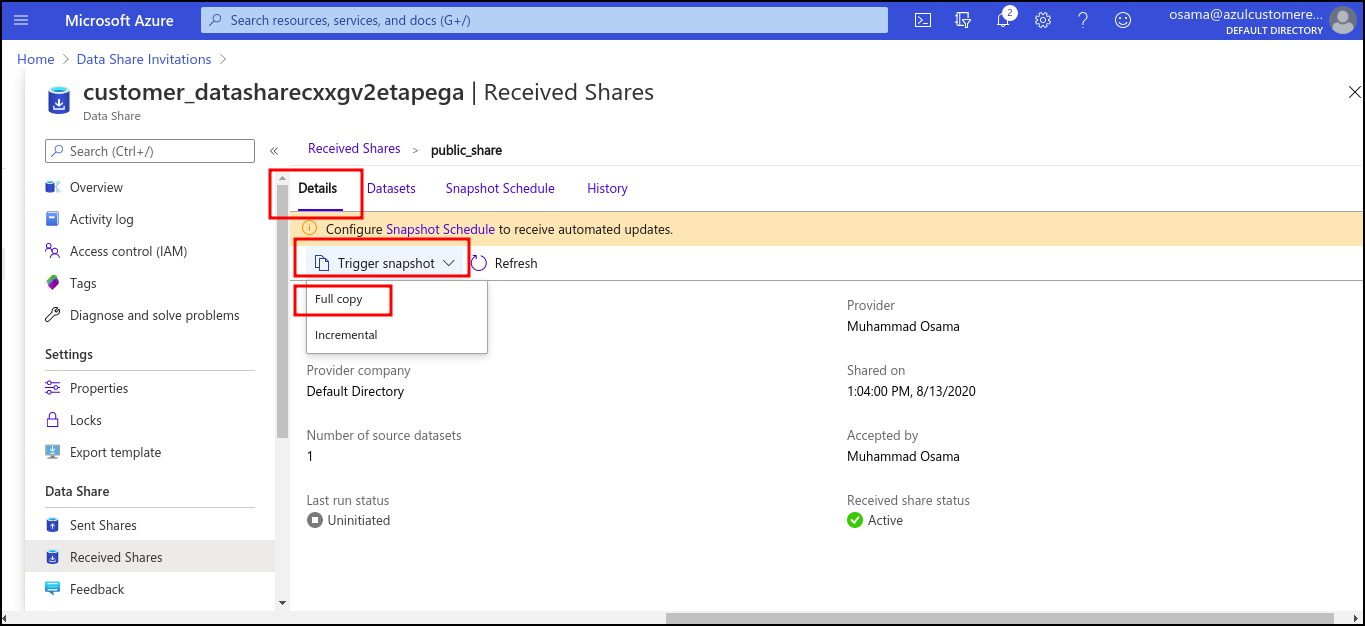 Microsoft Azure
Search resources, services, and docs (G+/)
2
osama@azulcustomere...
DEFAULT DIRECTORY
Home > Data Share Invitations >
customer_datasharecxxgv2etapega | Received Shares
Data Share
Search (Ctrl+/)
«
Overview
Activity log
Access control (IAM)
Tags
Diagnose and solve problems
Settings
Properties
Locks
Export template
Data Share
Sent Shares
Received Shares
Feedback
Received Shares > public_share
Details Datasets Snapshot Schedule History
Configure Snapshot Schedule to receive automated updates.
Trigger snapshot Refresh
Full copy
Incremental
Provider
Muhammad Osama
Provider company
Default Directory
Shared on
1:04:00 PM, 8/13/2020
Number of source datasets
1
Accepted by
Muhammad Osama
Last run status
Uninitiated
Received share status
Active